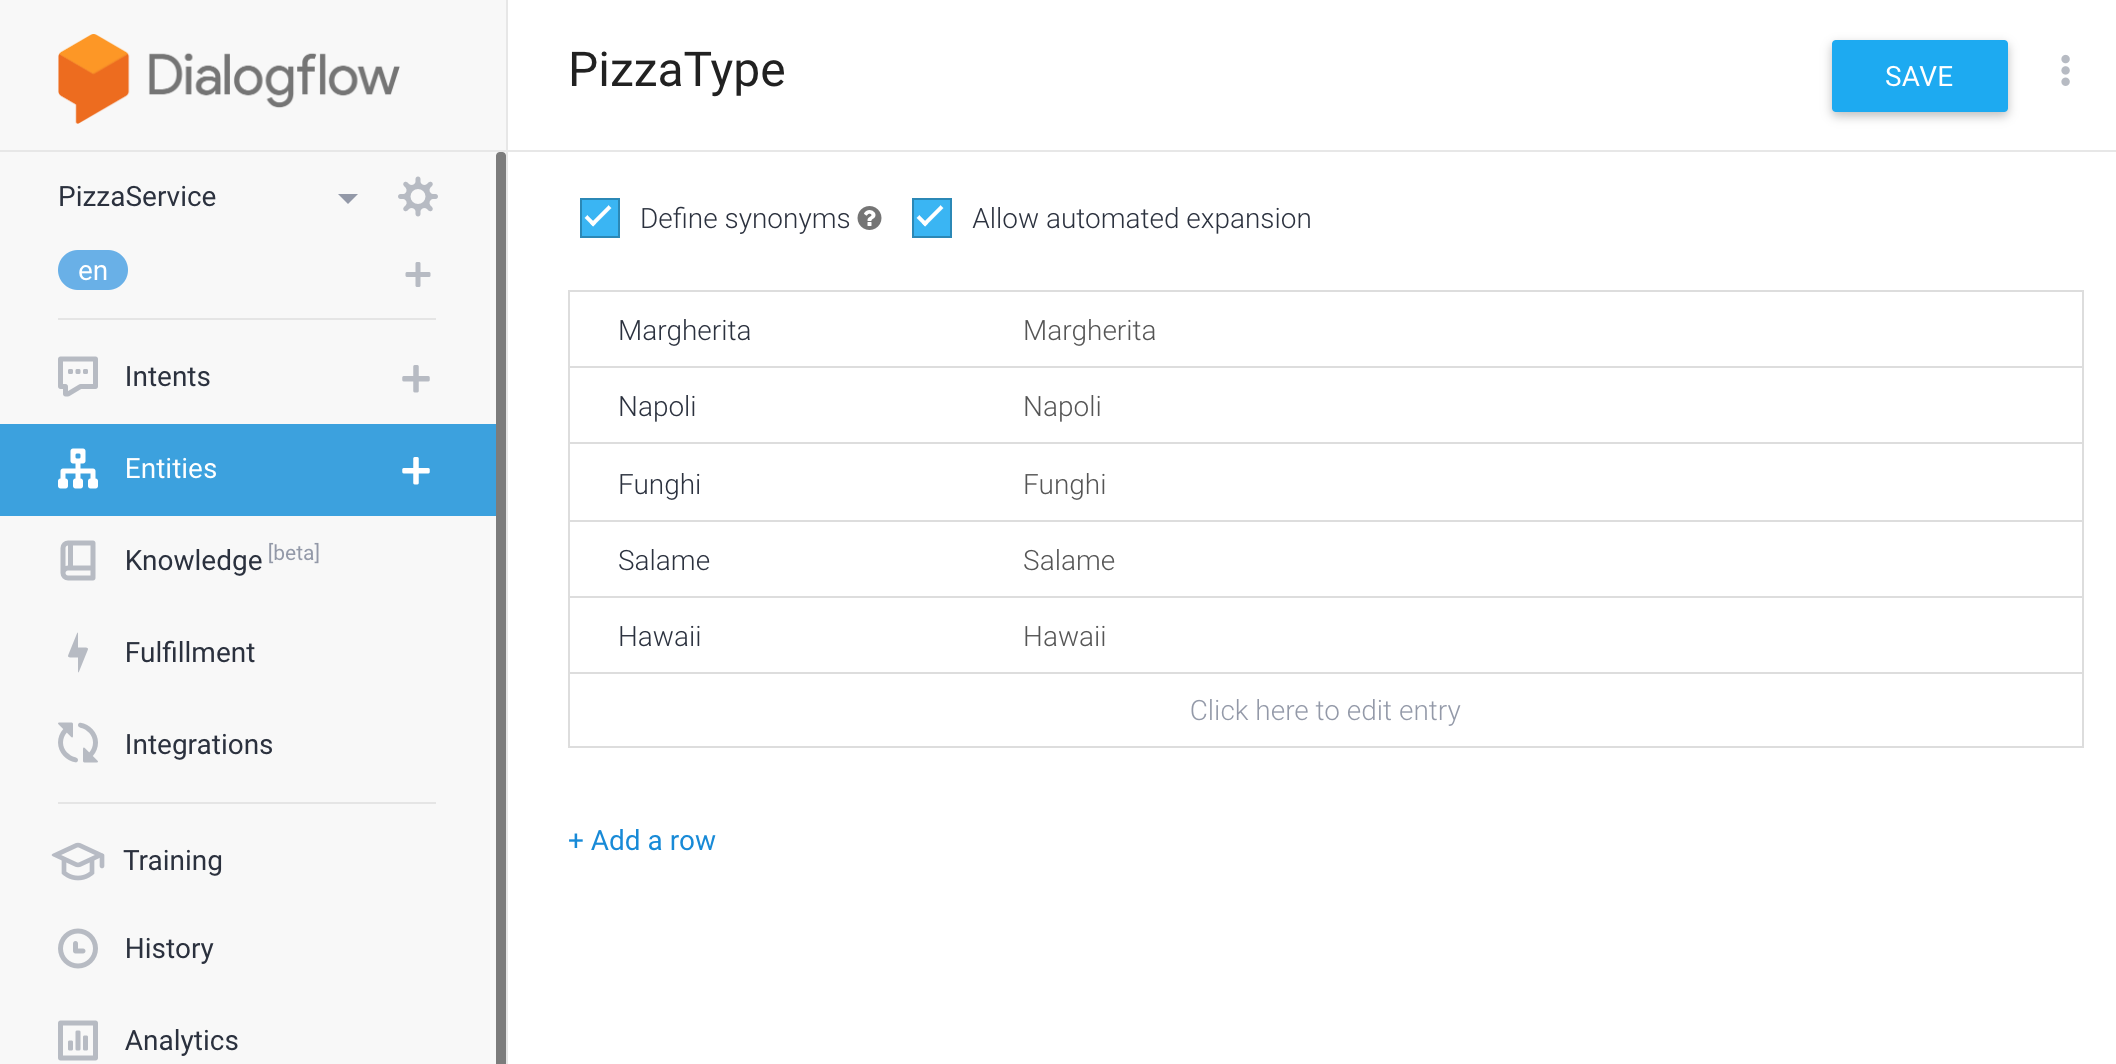 Dialogflow
PizzaService
en
Intents
Entities
Knowledge [beta]
Fulfillment
Integrations
Training
History
Analytics
PizzaType
SAVE
Define synonyms ? Allow automated expansion
Margherita Margherita
Napoli Napoli
Funghi Funghi
Salame Salame
Hawaii Hawaii
Click here to edit entry
+ Add a row